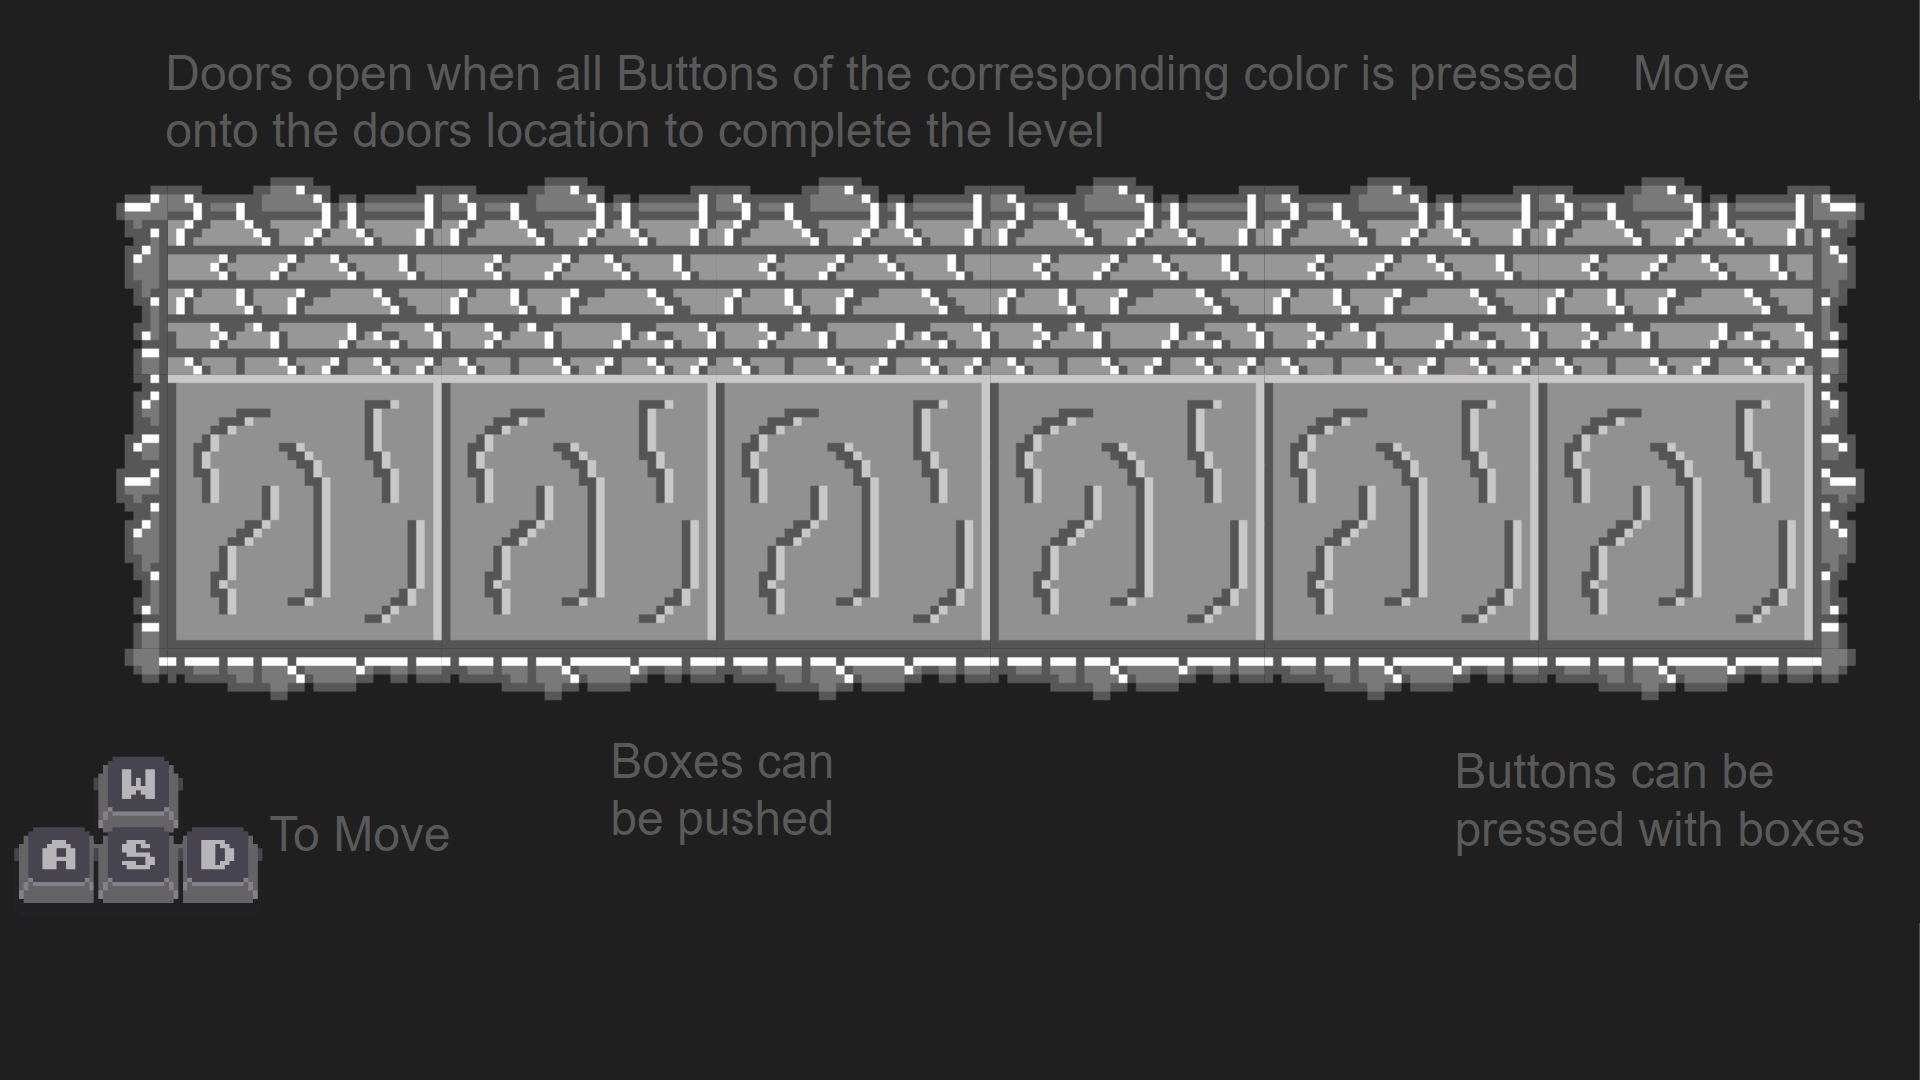 Doors open when all Buttons of the corresponding color is pressed    Move
onto the doors location to complete the level
Boxes can
be pushed
Buttons can be
pressed with boxes
W
A S D
To Move